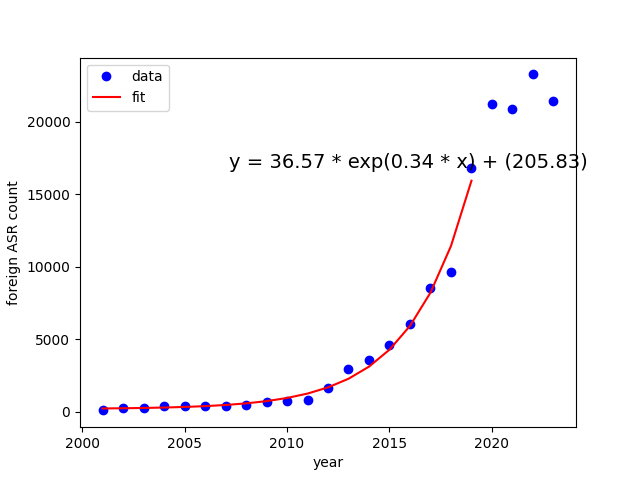 data
fit
y = 36.57 * exp(0.34 * x) + (205.83)
foreign ASR count
20000
15000
10000
5000
0
2000 2005 2010 2015 2020
year